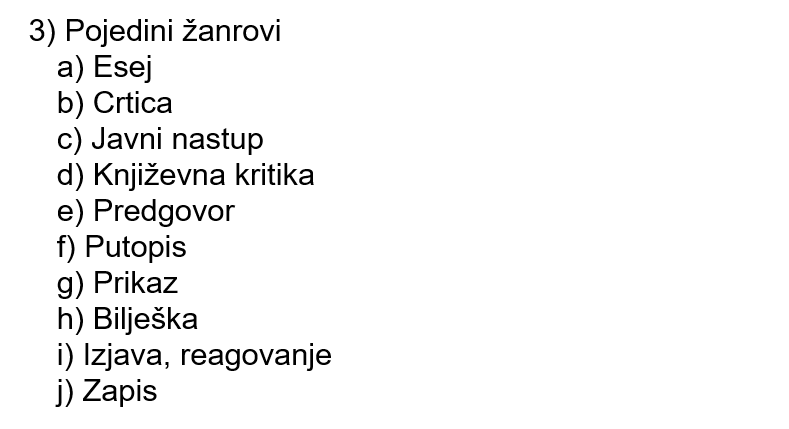 3) Pojedini žanrovi
a) Esej
b) Crtica
c) Javni nastup
d) Književna kritika
e) Predgovor
f) Putopis
g) Prikaz
h) Bilješka
i) Izjava, reagovanje
j) Zapis